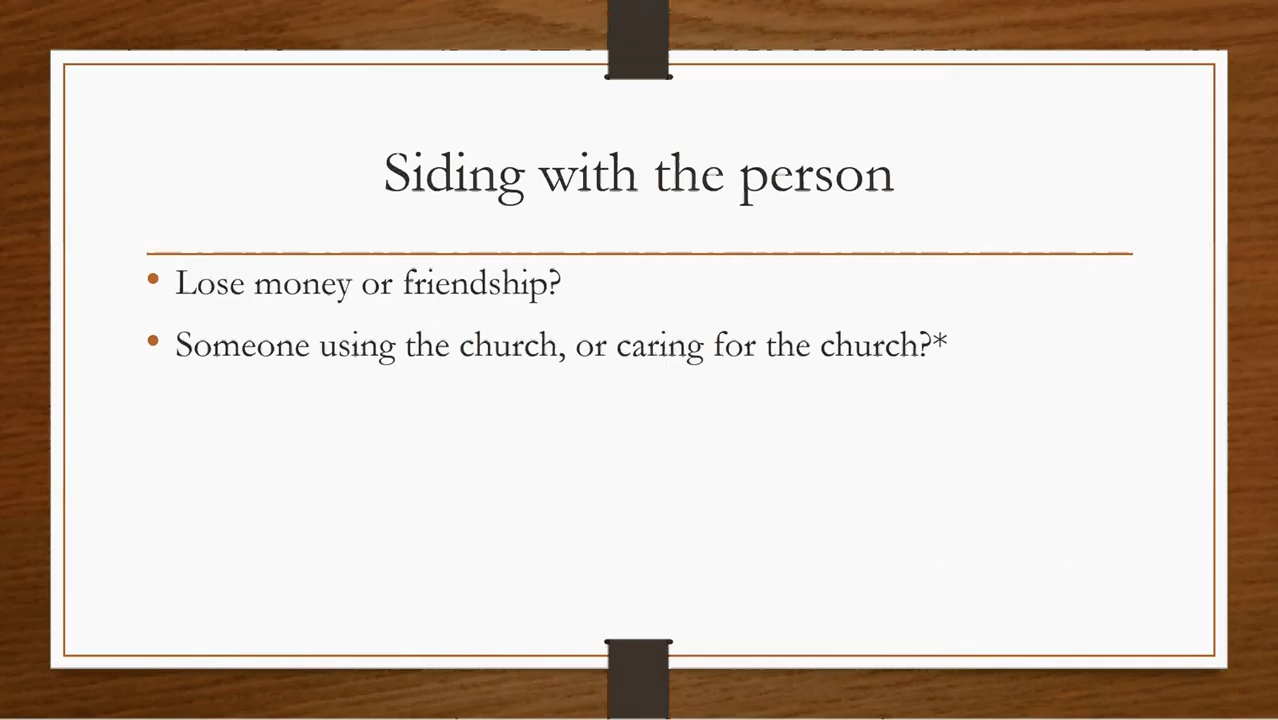 Siding with the person
• Lose money or friendship?
• Someone using the church, or caring for the church?*